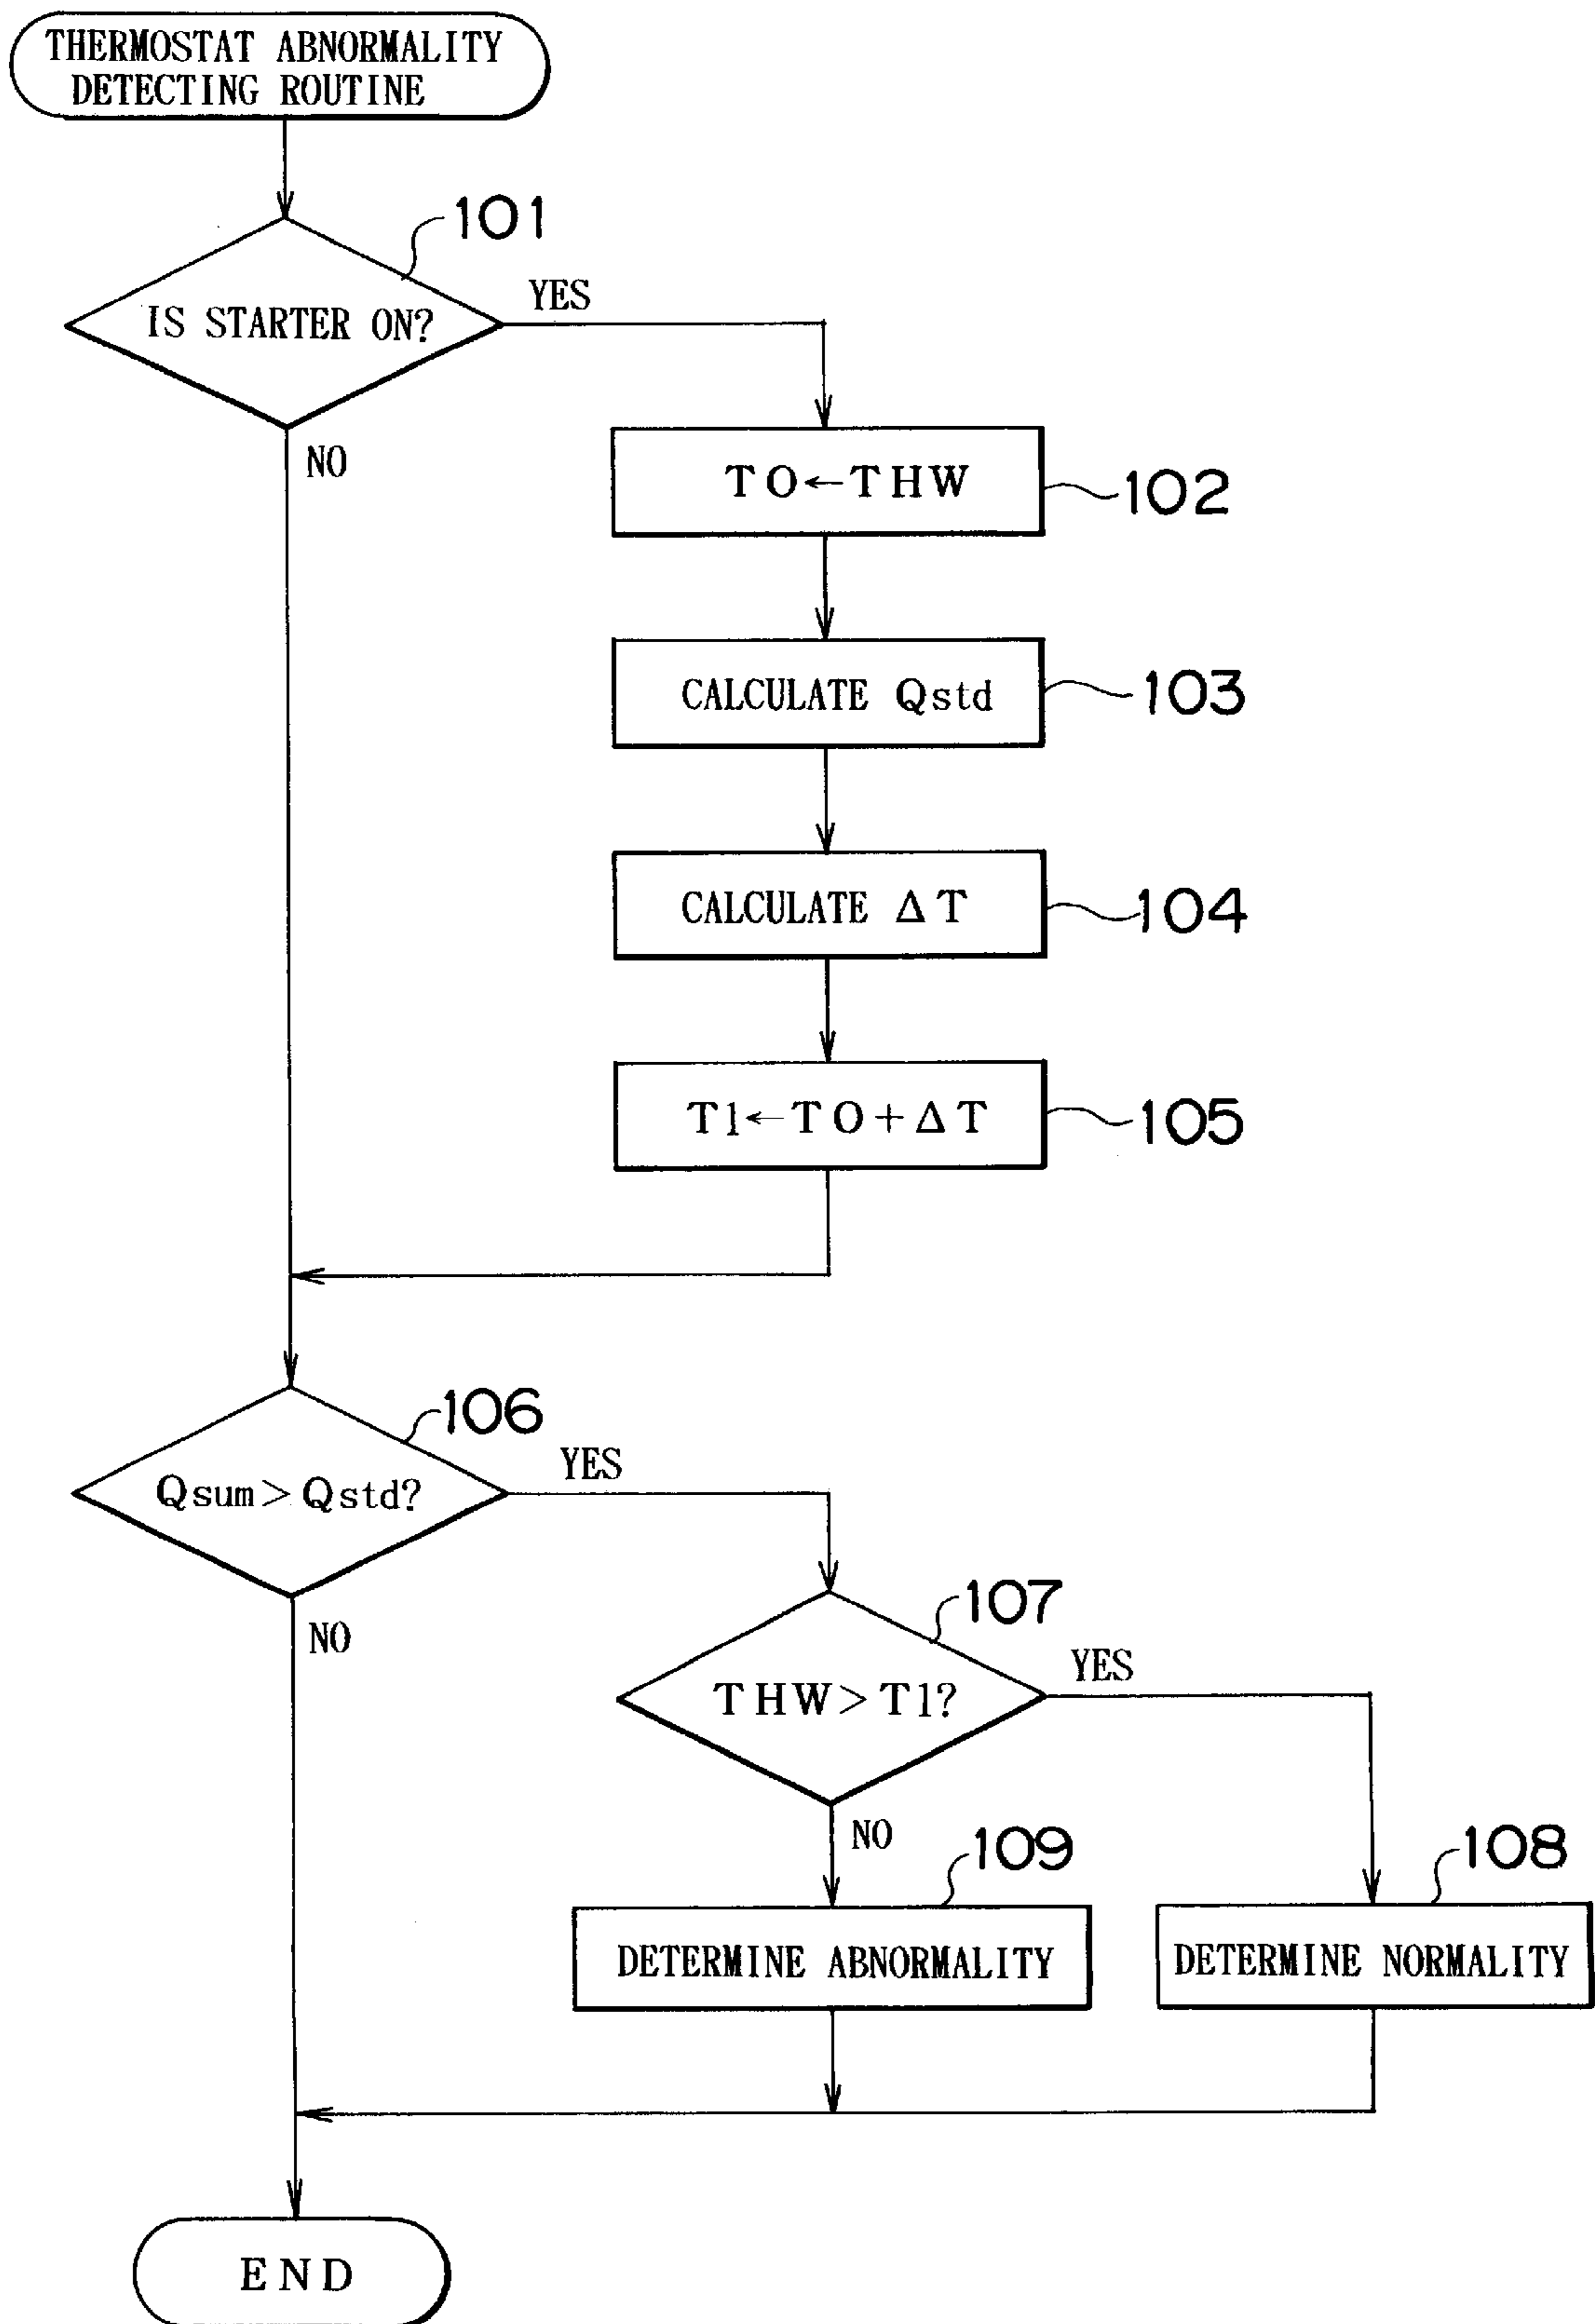 THERMOSTAT ABNORMALITY
DETECTING ROUTINE
101
IS STARTER ON?
YES
NO
T0←THW
102
CALCULATE Qstd
103
CALCULATE ΔT
104
T1←T0+ΔT
105
106
Qsum>Qstd?
YES
NO
107
THW>T1?
YES
NO
109
DETERMINE ABNORMALITY
108
DETERMINE NORMALITY
END